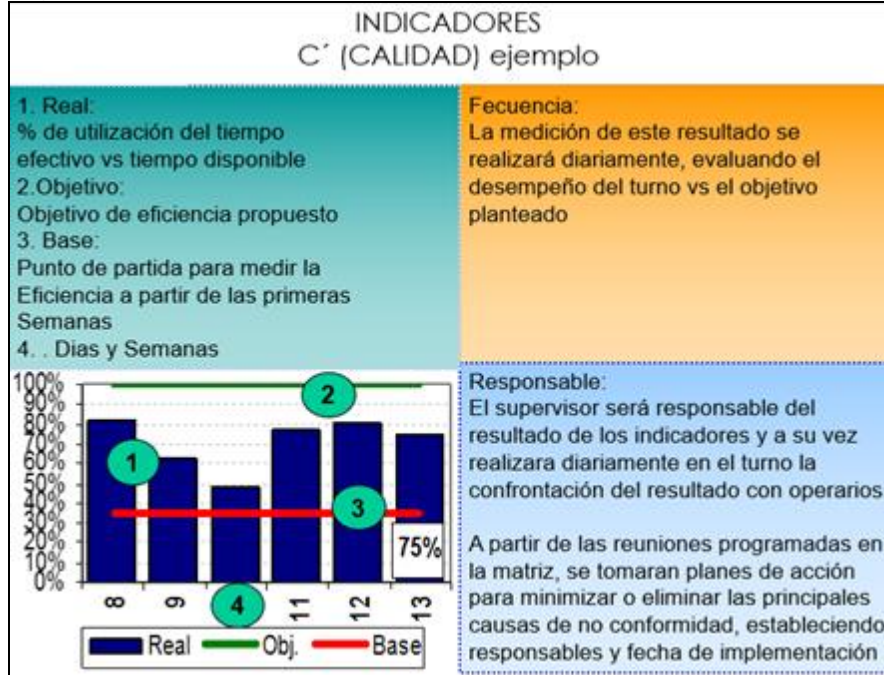 INDICADORES
C´ (CALIDAD) ejemplo
1. Real:
% de utilización del tiempo
efectivo vs tiempo disponible
2.Objetivo:
Objetivo de eficiencia propuesto
3. Base:
Punto de partida para medir la
Eficiencia a partir de las primeras
Semanas
4. . Dias y Semanas
Fecuencia:
La medición de este resultado se
realizará diariamente, evaluando el
desempeño del turno vs el objetivo
planteado
100%
90%
80%
70%
60%
50%
40%
30%
20%
10%
0%
1
2
3
4
75%
8
9
11
12
13
Real
Obj.
Base
Responsable:
El supervisor será responsable del
resultado de los indicadores y a su vez
realizara diariamente en el turno la
confrontación del resultado con operarios
A partir de las reuniones programadas en
la matriz, se tomaran planes de acción
para minimizar o eliminar las principales
causas de no conformidad, estableciendo
responsables y fecha de implementación